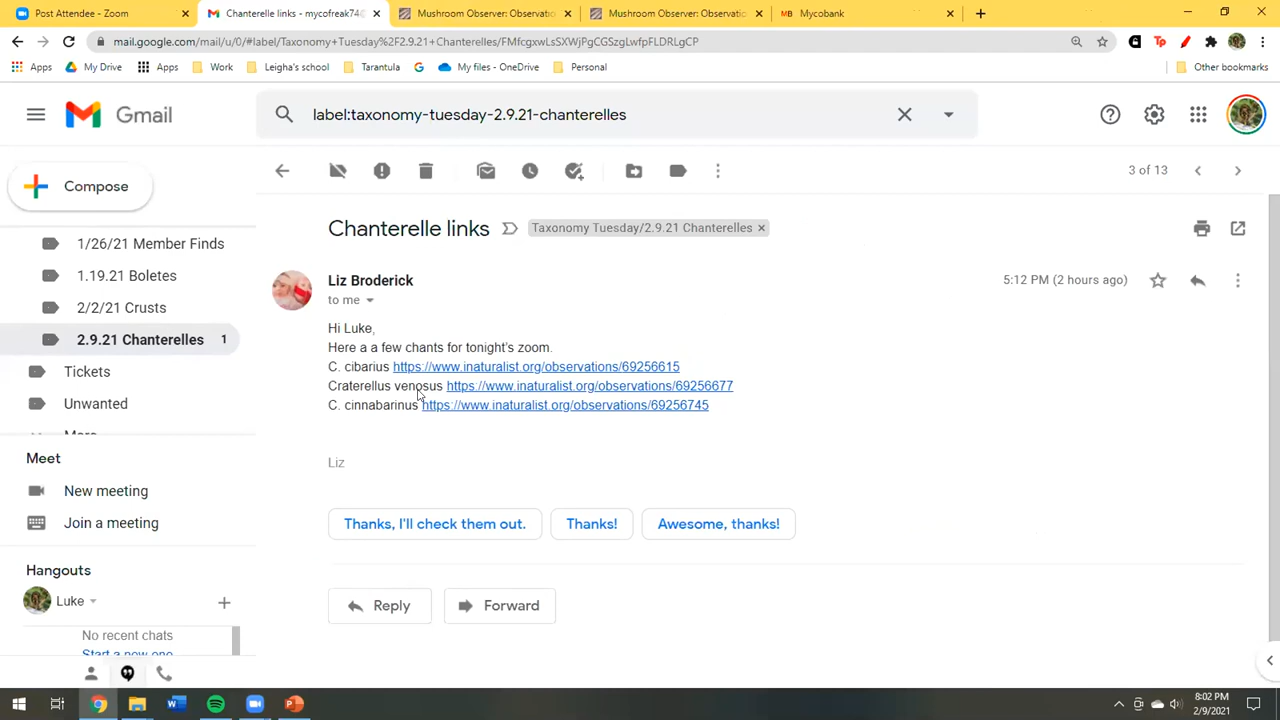 Post Attendee - Zoom
Chanterelle links - mycofreak74@
Mushroom Observer: Observatio
Mushroom Observer: Observatio
MB Mycobank
mail.google.com/mail/u/0/#label/Taxonomy+Tuesday%2F2.9.21+Chanterelles/FMfcgxwLsSXWjPgCGSzgLwfpFLDRLgCP
Apps My Drive Apps Work Leigha's school Tarantula My files - OneDrive Personal Other bookmarks
Gmail
label:taxonomy-tuesday-2.9.21-chanterelles
Compose
3 of 13
1/26/21 Member Finds
1.19.21 Boletes
2/2/21 Crusts
2.9.21 Chanterelles 1
Tickets
Unwanted
More
Meet
New meeting
Join a meeting
Hangouts
Luke
No recent chats
Start a new one
Chanterelle links Taxonomy Tuesday/2.9.21 Chanterelles ×
Liz Broderick 5:12 PM (2 hours ago)
to me
Hi Luke,
Here a a few chants for tonight's zoom.
C. cibarius https://www.inaturalist.org/observations/69256615
Craterellus venosus https://www.inaturalist.org/observations/69256677
C. cinnabarinus https://www.inaturalist.org/observations/69256745
Liz
Thanks, I'll check them out. Thanks! Awesome, thanks!
Reply Forward
8:02 PM
2/9/2021